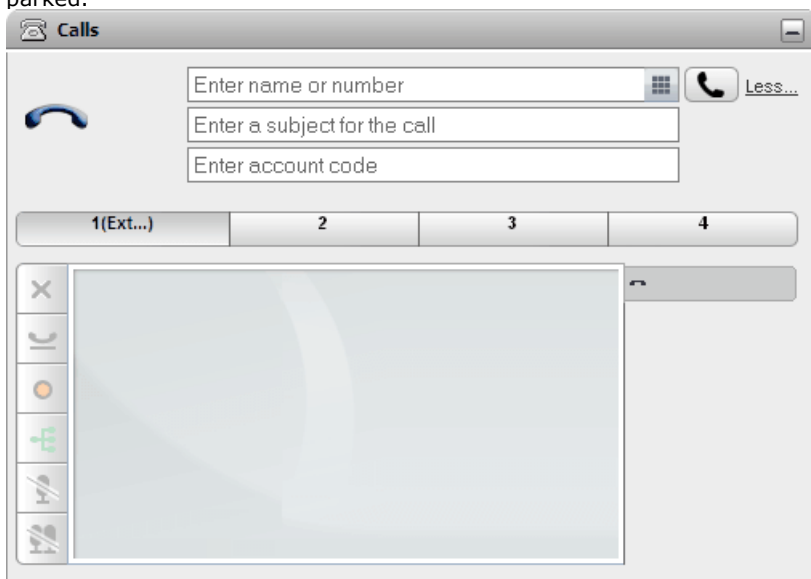 parked.
Calls
Enter name or number
Less...
Enter a subject for the call
Enter account code
1(Ext...) 2 3 4